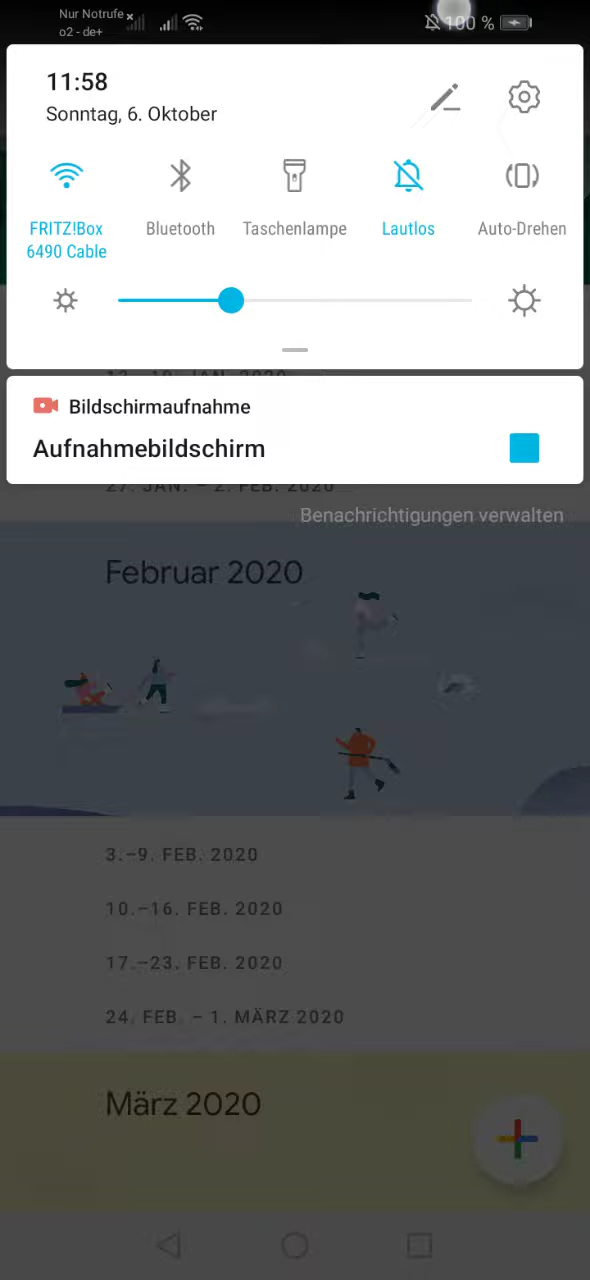 Nur Notrufe
o2 - de+
100 %
11:58
Sonntag, 6. Oktober
FRITZ!Box
6490 Cable
Bluetooth
Taschenlampe
Lautlos
Auto-Drehen
Bildschirmaufnahme
Aufnahmebildschirm
27. JAN. – 2. FEB. 2020
Benachrichtigungen verwalten
Februar 2020
3.–9. FEB. 2020
10.–16. FEB. 2020
17.–23. FEB. 2020
24. FEB. – 1. MÄRZ 2020
März 2020